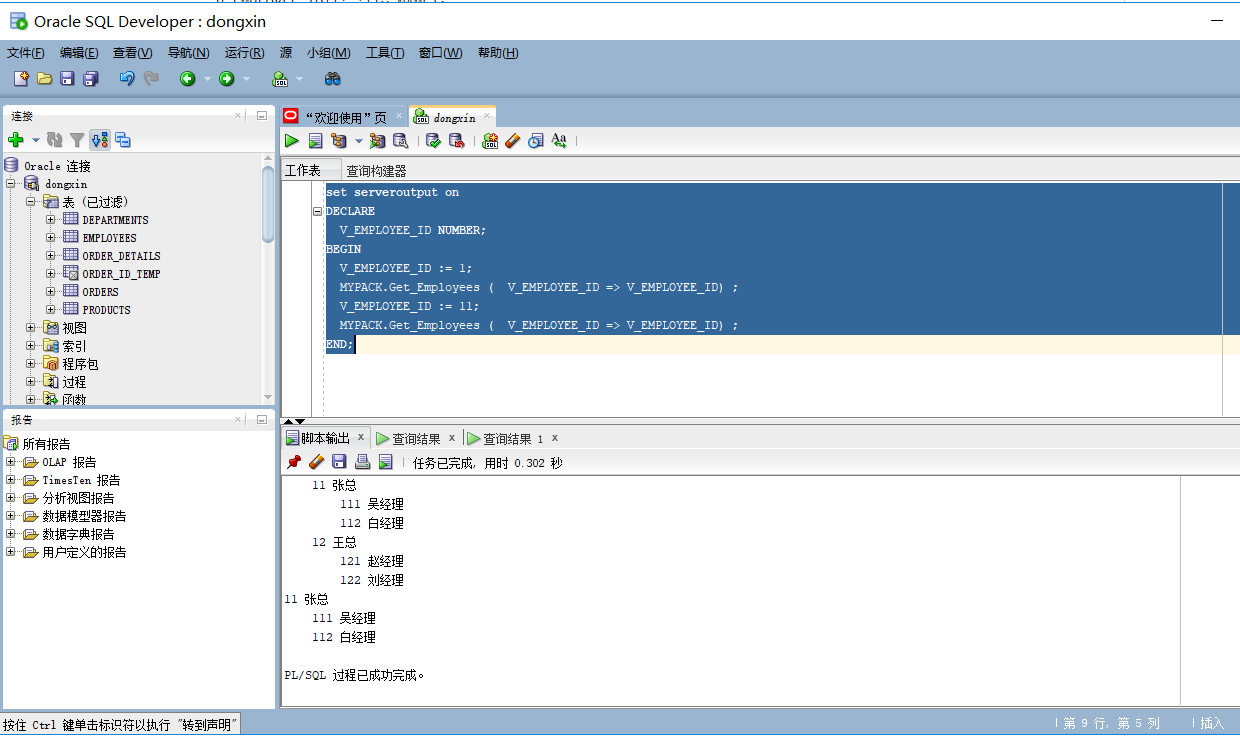 Oracle SQL Developer : dongxin
文件(F) 编辑(E) 查看(V) 导航(N) 运行(R) 源 小组(M) 工具(T) 窗口(W) 帮助(H)
连接
Oracle 连接
dongxin
表 (已过滤)
DEPARTMENTS
EMPLOYEES
ORDER_DETAILS
ORDER_ID_TEMP
ORDERS
PRODUCTS
视图
索引
程序包
过程
函数
报告
所有报告
OLAP 报告
TimesTen 报告
分析视图报告
数据模型器报告
数据字典报告
用户定义的报告
“欢迎使用”页 dongxin
工作表 查询构建器
set serveroutput on
DECLARE
V_EMPLOYEE_ID NUMBER;
BEGIN
V_EMPLOYEE_ID := 1;
MYPACK.Get_Employees (  V_EMPLOYEE_ID => V_EMPLOYEE_ID) ;
V_EMPLOYEE_ID := 11;
MYPACK.Get_Employees (  V_EMPLOYEE_ID => V_EMPLOYEE_ID) ;
END;
脚本输出 查询结果 查询结果 1
任务已完成, 用时 0.302 秒
11 张总
111 吴经理
112 白经理
12 王总
121 赵经理
122 刘经理
11 张总
111 吴经理
112 白经理
PL/SQL 过程已成功完成。
按住 Ctrl 键单击标识符以执行 "转到声明"
第 9 行, 第 5 列 插入